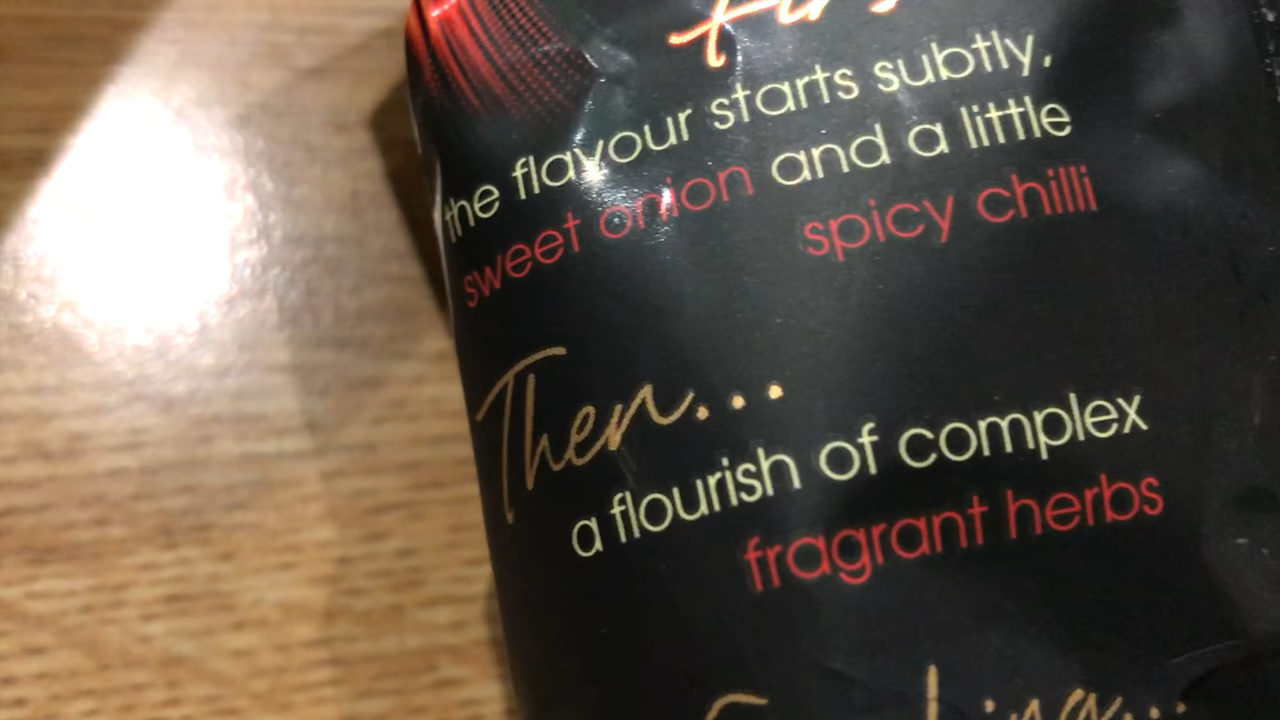 the flavour starts subtly,
sweet onion and a little
spicy chilli
Then...
a flourish of complex
fragrant herbs